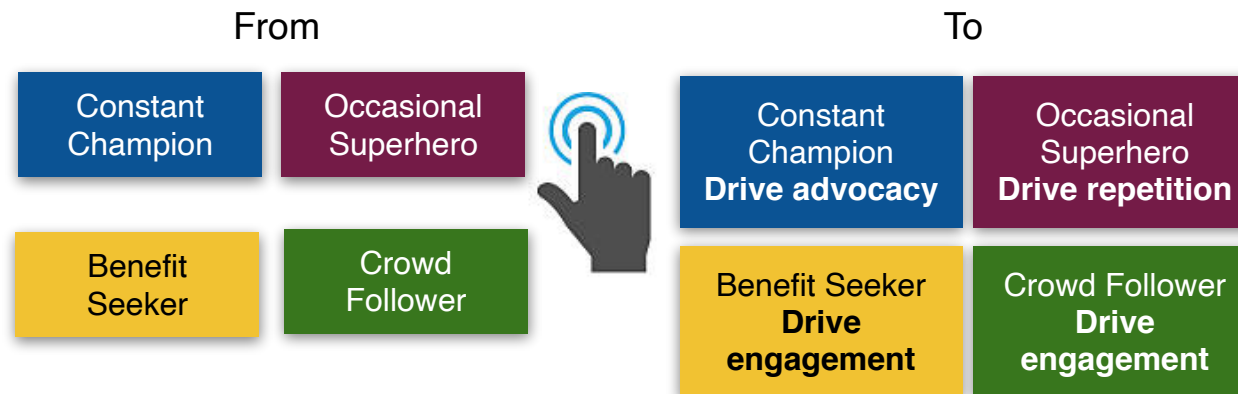 From
Constant
Champion
Occasional
Superhero
Benefit
Seeker
Crowd
Follower
To
Constant
Champion
Drive advocacy
Occasional
Superhero
Drive repetition
Benefit Seeker
Drive
engagement
Crowd Follower
Drive
engagement